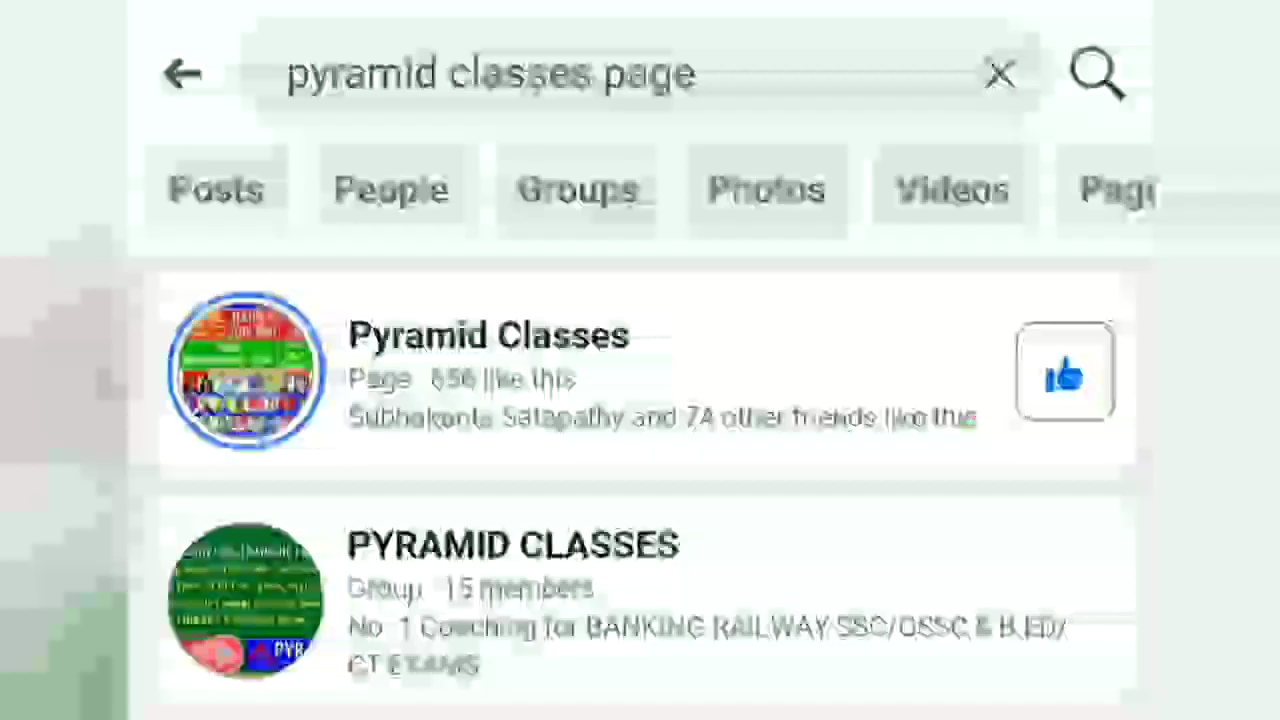 pyramid classes page
Posts People Groups Photos Videos Page
Pyramid Classes
Page 656 like this
Subhakanta Satapathy and 74 other friends like this
PYRAMID CLASSES
Group 15 members
No 1 Coaching for BANKING RAILWAY SSC/OSSC & B.ED/
CT EXAMS
PYR